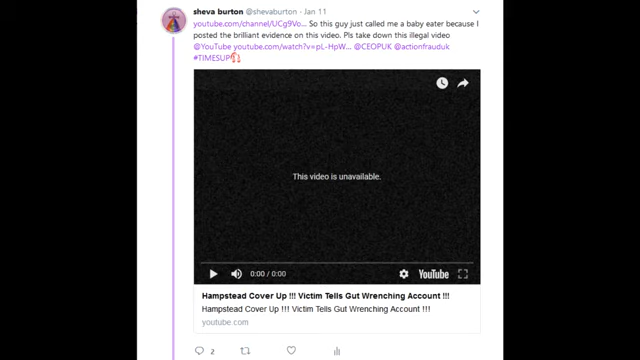 sheva burton @shevaburton · Jan 11
youtube.com/channel/UCg9Vo... So this guy just called me a baby eater because I
posted the brilliant evidence on this video. Pls take down this illegal video
@YouTube youtube.com/watch?v=pL-HpW... @CEOPUK @actionfrauduk
#TIMESUP
This video is unavailable.
0:00 / 0:00
YouTube
Hampstead Cover Up !!! Victim Tells Gut Wrenching Account !!!
Hampstead Cover Up !!! Victim Tells Gut Wrenching Account !!!
youtube.com
2